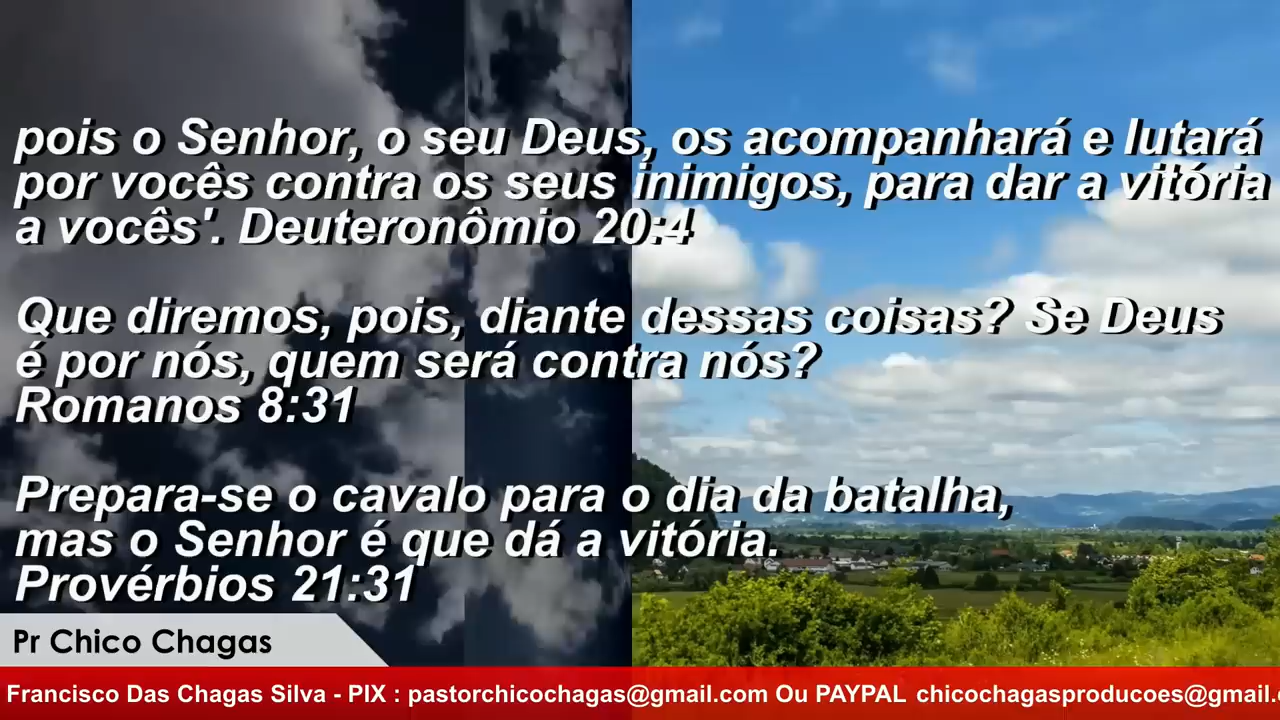 pois o Senhor, o seu Deus, os acompanhará e lutará
por vocês contra os seus inimigos, para dar a vitória
a vocês'. Deuteronômio 20:4
Que diremos, pois, diante dessas coisas? Se Deus
é por nós, quem será contra nós?
Romanos 8:31
Prepara-se o cavalo para o dia da batalha,
mas o Senhor é que dá a vitória.
Provérbios 21:31
Pr Chico Chagas
Francisco Das Chagas Silva - PIX : pastorchicochagas@gmail.com Ou PAYPAL chicochagasproducoes@gmail.